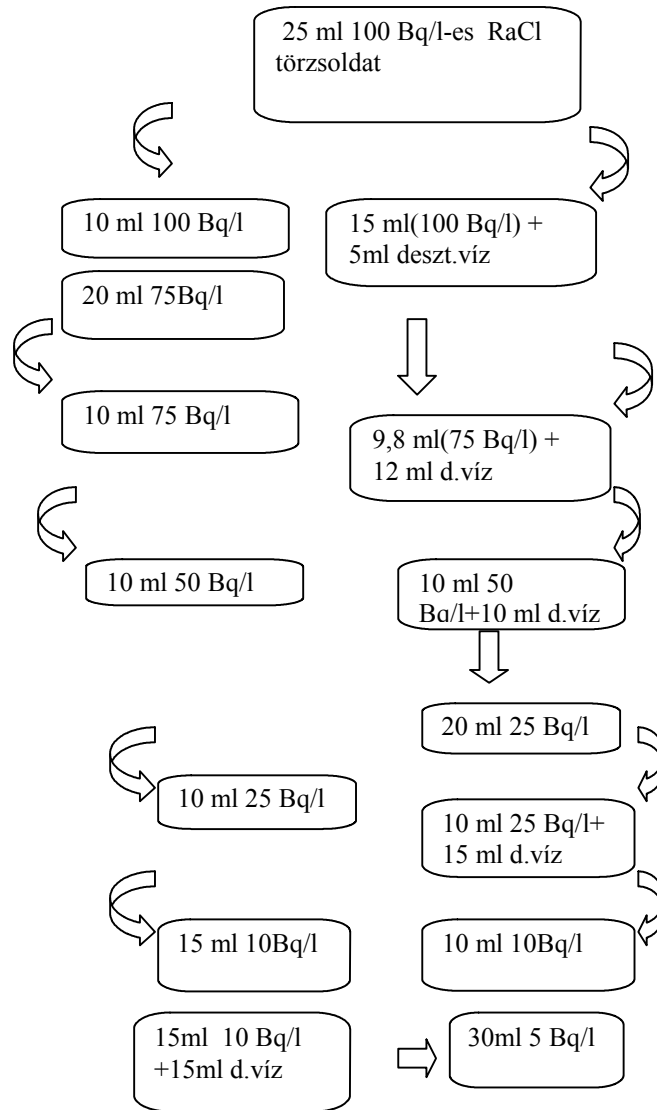 25 ml 100 Bq/l-es RaCl
törzsoldat
10 ml 100 Bq/l
15 ml(100 Bq/l) +
5ml deszt.víz
20 ml 75Bq/l
10 ml 75 Bq/l
9,8 ml(75 Bq/l) +
12 ml d.víz
10 ml 50 Bq/l
10 ml 50
Bq/l+10 ml d.víz
20 ml 25 Bq/l
10 ml 25 Bq/l
10 ml 25 Bq/l+
15 ml d.víz
15 ml 10Bq/l
10 ml 10Bq/l
15ml 10 Bq/l
+15ml d.víz
30ml 5 Bq/l